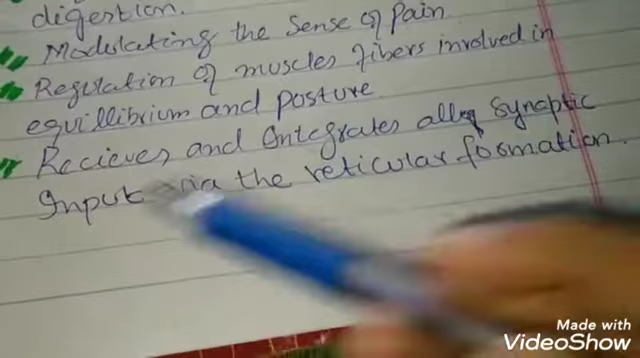 digestion.
Modulating the Sense of Pain
Regulation of muscles fibers involved in
equillibrium and posture
Recieves and Integrates all synaptic
Input via the reticular formation.
Made with
VideoShow